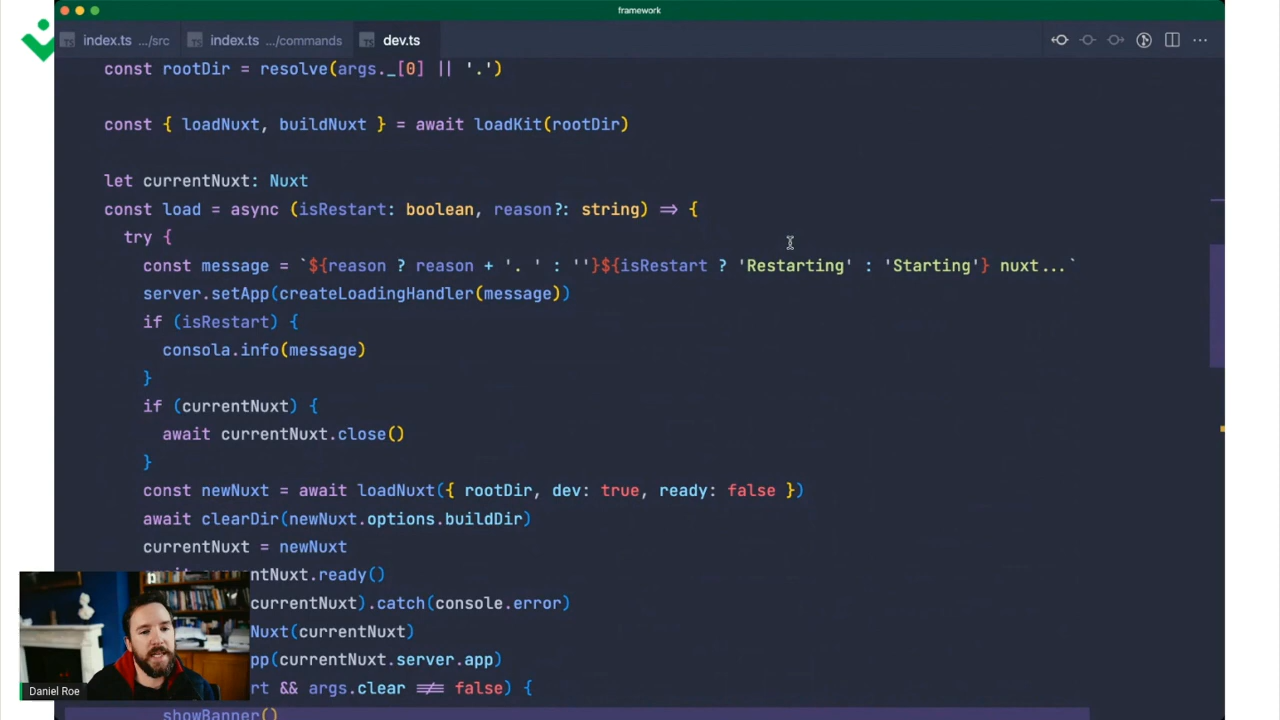 framework
TS index.ts .../src TS index.ts .../commands TS dev.ts
const rootDir = resolve(args._[0] || '.')
const { loadNuxt, buildNuxt } = await loadKit(rootDir)
let currentNuxt: Nuxt
const load = async (isRestart: boolean, reason?: string) => {
try {
const message = `${reason ? reason + '. ' : ''}${isRestart ? 'Restarting' : 'Starting'} nuxt...`
server.setApp(createLoadingHandler(message))
if (isRestart) {
consola.info(message)
}
if (currentNuxt) {
await currentNuxt.close()
}
const newNuxt = await loadNuxt({ rootDir, dev: true, ready: false })
await clearDir(newNuxt.options.buildDir)
currentNuxt = newNuxt
ntNuxt.ready()
currentNuxt).catch(console.error)
Nuxt(currentNuxt)
pp(currentNuxt.server.app)
rt && args.clear !== false) {
showBanner()
Daniel Roe